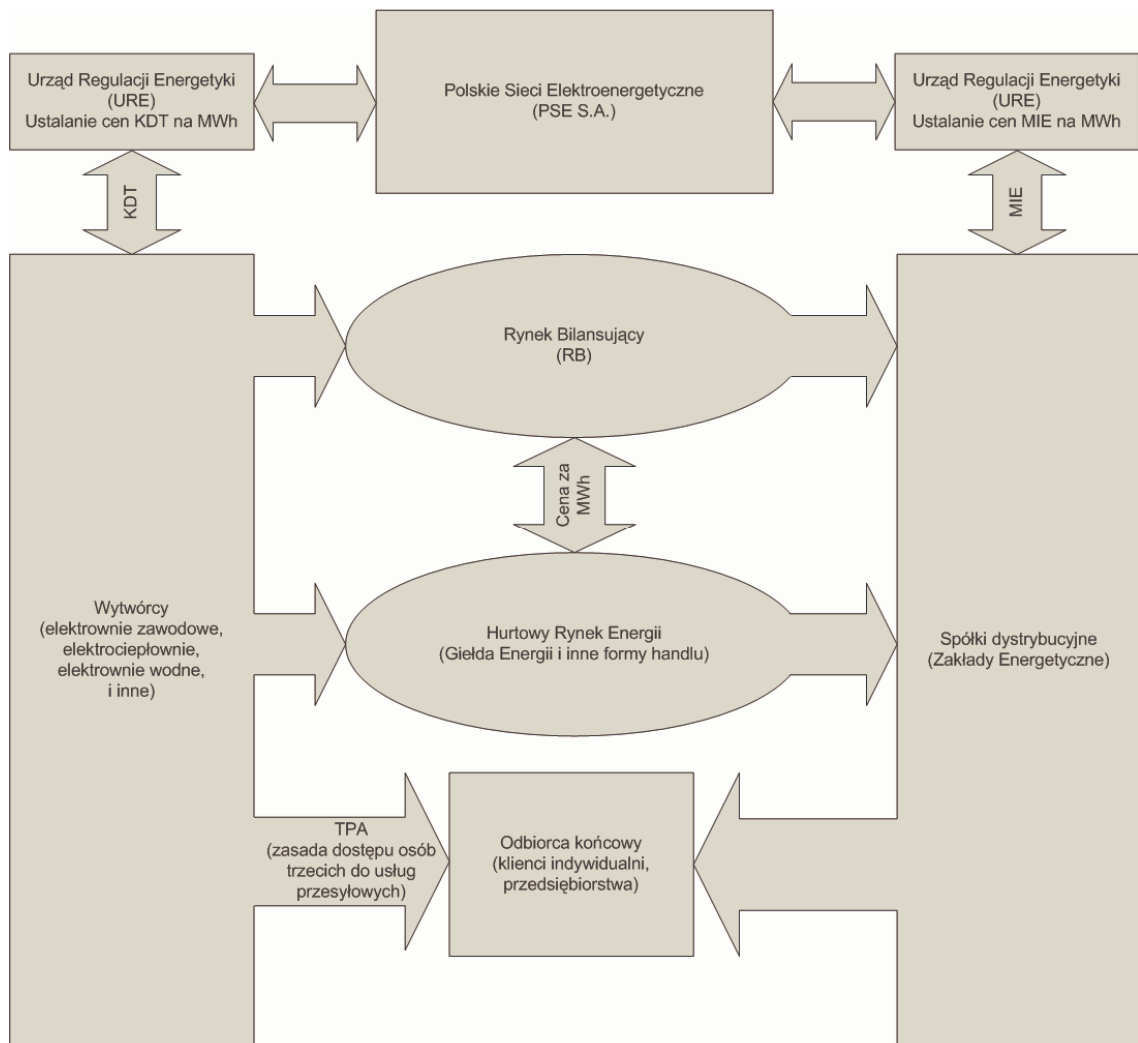 Urząd Regulacji Energetyki
(URE)
Ustalanie cen KDT na MWh
Polskie Sieci Elektroenergetyczne
(PSE S.A.)
Urząd Regulacji Energetyki
(URE)
Ustalanie cen MIE na MWh
KDT
MIE
Rynek Bilansujący
(RB)
Cena za
MWh
Wytwórcy
(elektrownie zawodowe,
elektrociepłownie,
elektrownie wodne,
i inne)
Hurtowy Rynek Energii
(Giełda Energii i inne formy handlu)
Spółki dystrybucyjne
(Zakłady Energetyczne)
TPA
(zasada dostępu osób
trzecich do usług
przesyłowych)
Odbiorca końcowy
(klienci indywidualni,
przedsiębiorstwa)